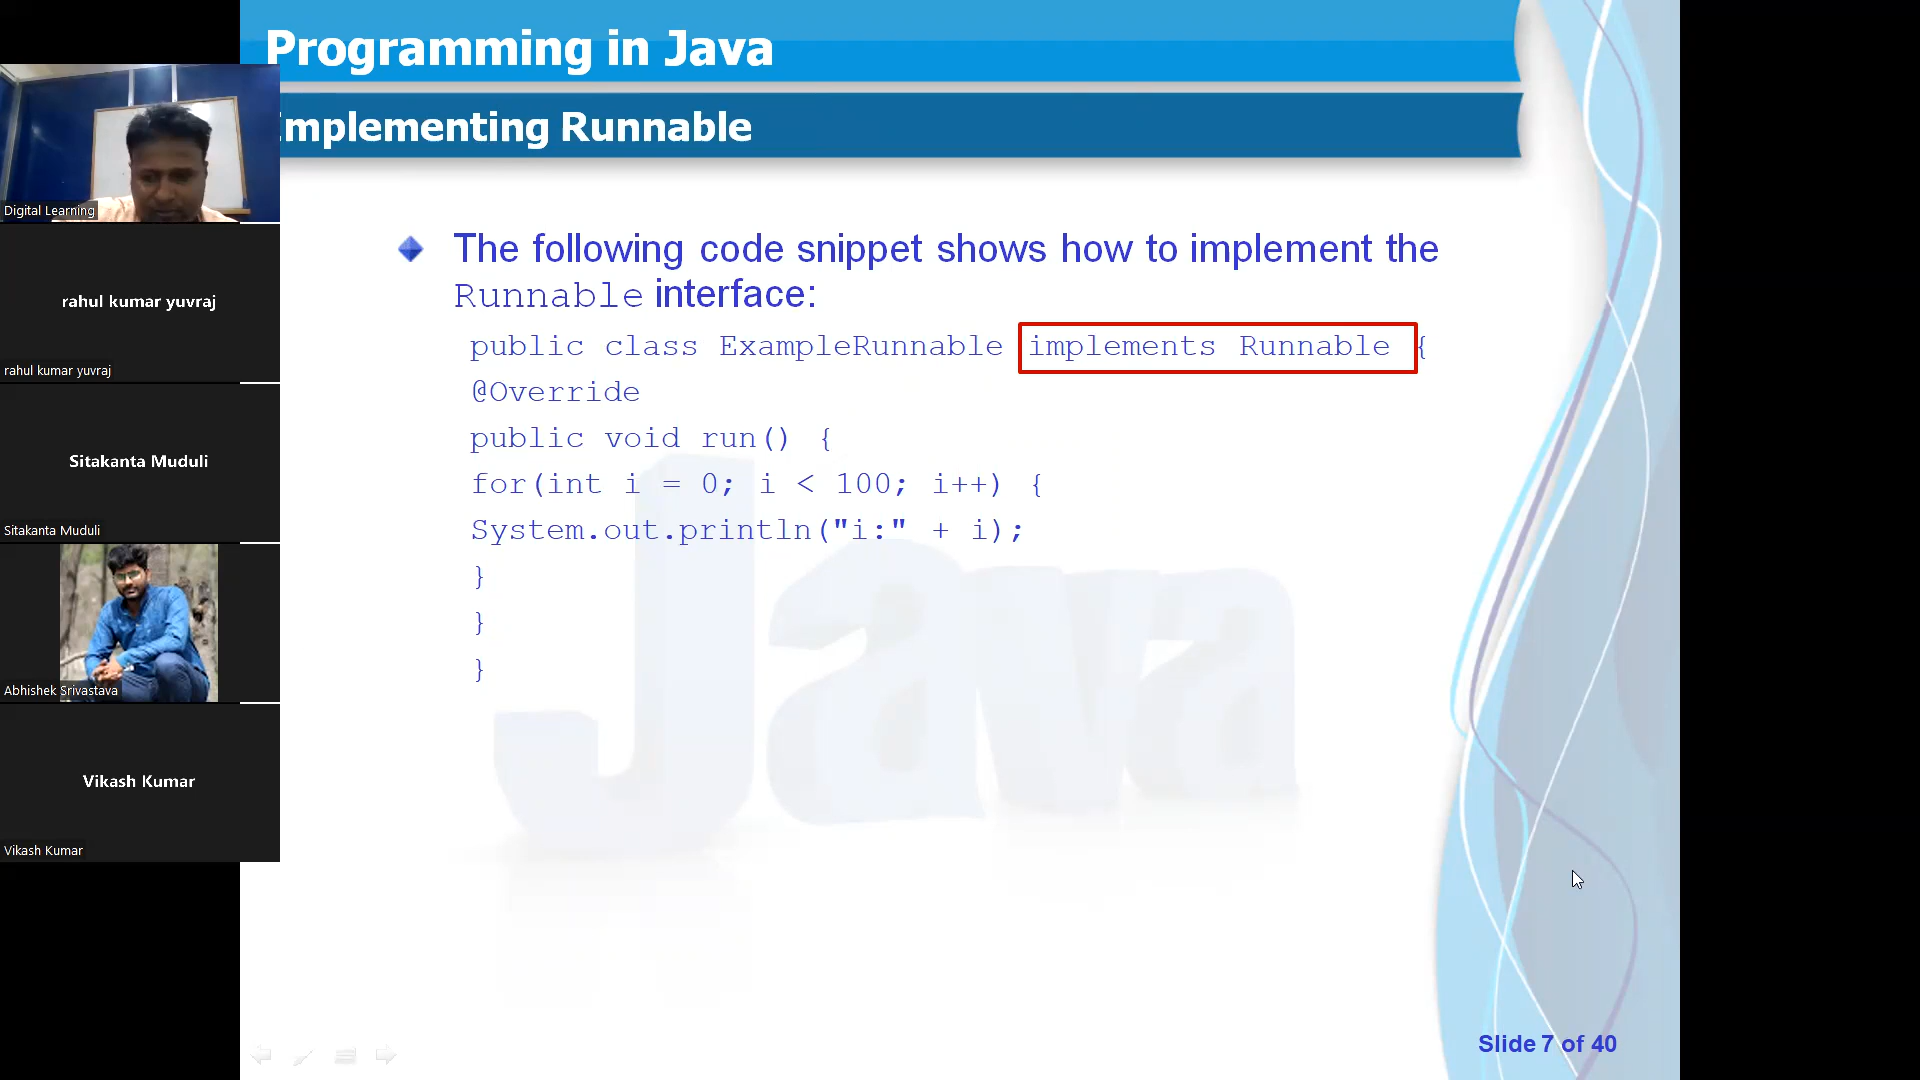 Programming in Java
Implementing Runnable
The following code snippet shows how to implement the
Runnable interface:
public class ExampleRunnable implements Runnable {
@Override
public void run() {
for(int i = 0; i < 100; i++) {
System.out.println("i:" + i);
}
}
}
Java
Slide 7 of 40
Digital Learning
rahul kumar yuvraj
rahul kumar yuvraj
Sitakanta Muduli
Sitakanta Muduli
Abhishek Srivastava
Vikash Kumar
Vikash Kumar